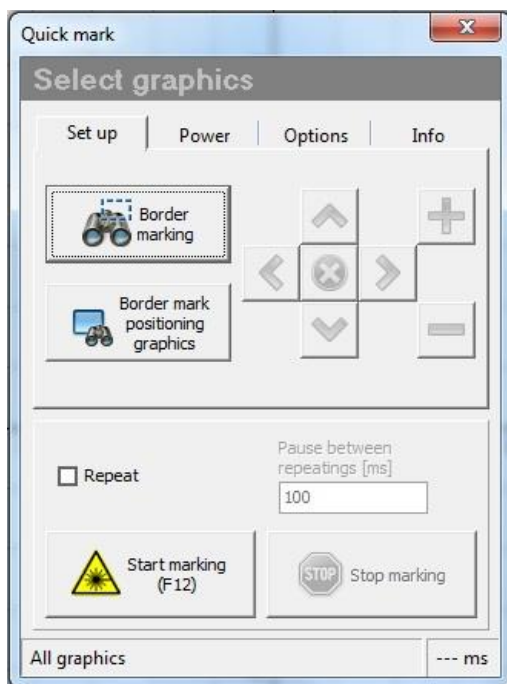 Quick mark
Select graphics
Set up
Power
Options
Info
Border
marking
Border mark
positioning
graphics
Repeat
Pause between
repeatings [ms]
100
Start marking
(F12)
STOP
Stop marking
All graphics
--- ms